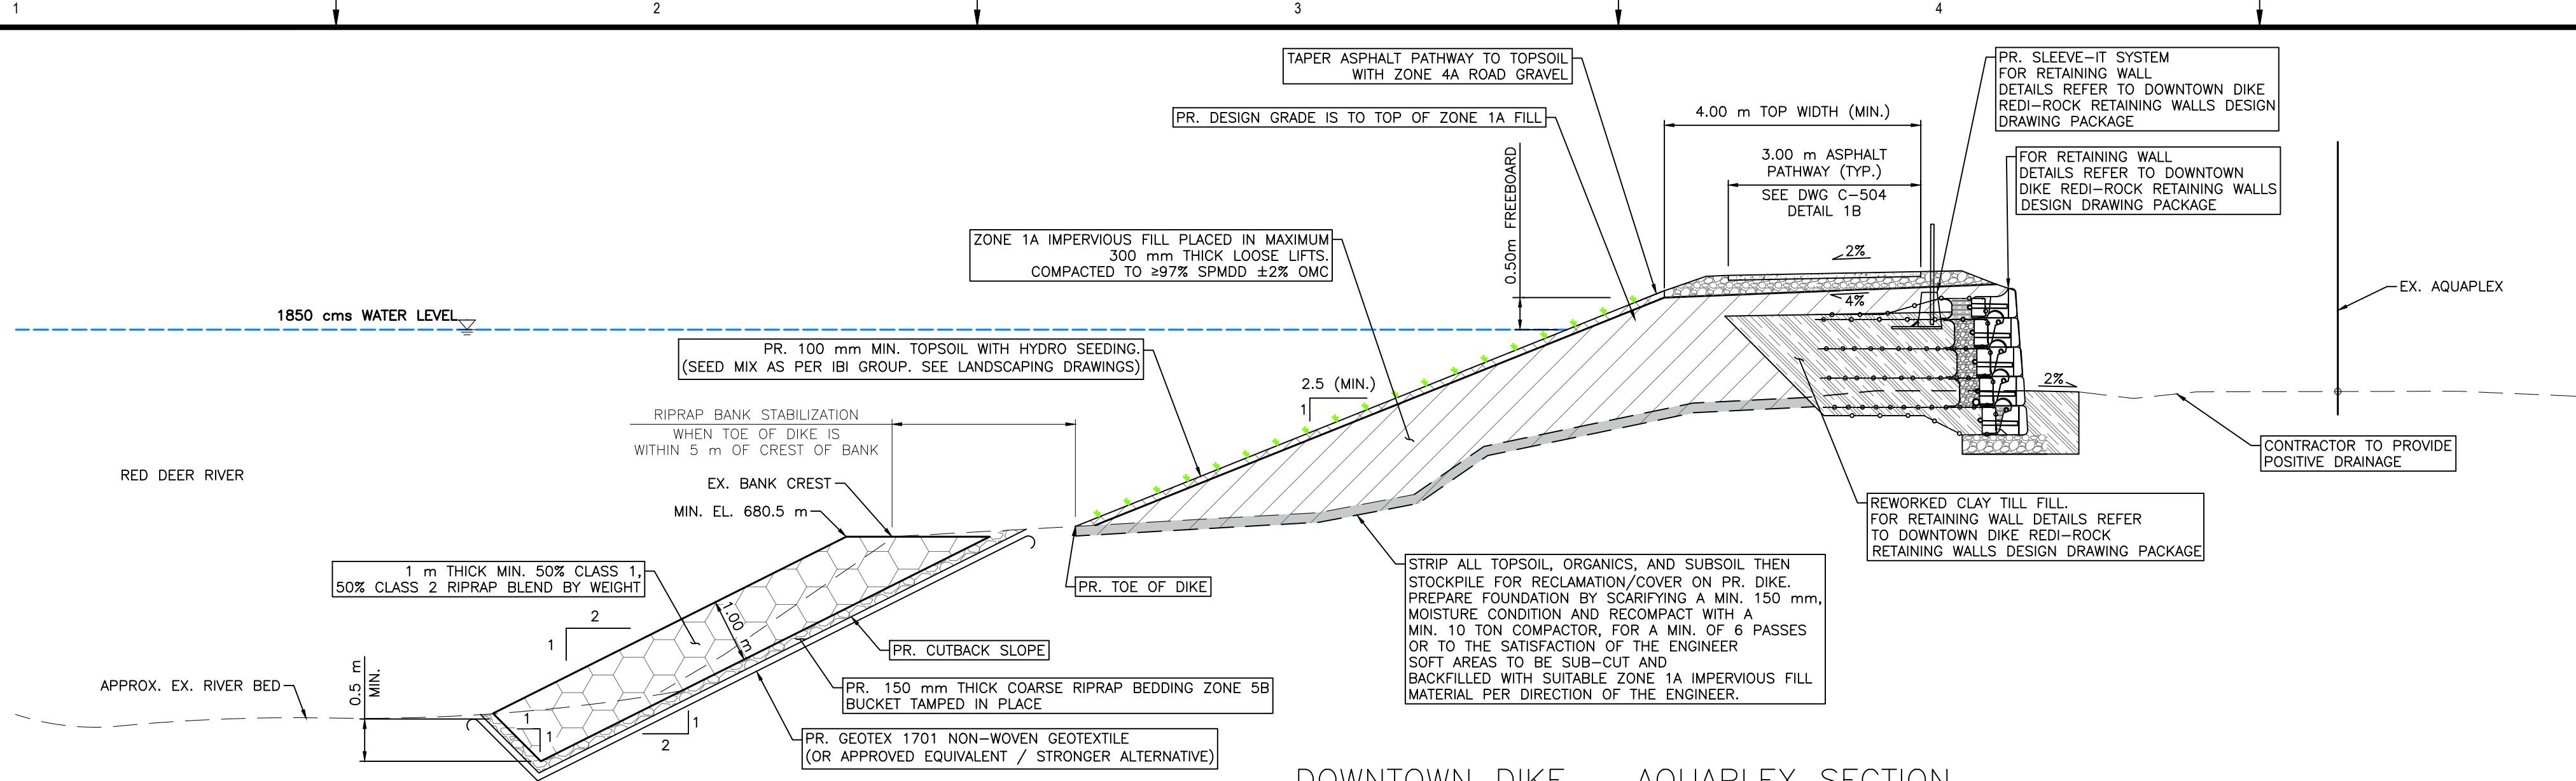 1
2
3
4
TAPER ASPHALT PATHWAY TO TOPSOIL
WITH ZONE 4A ROAD GRAVEL
PR. DESIGN GRADE IS TO TOP OF ZONE 1A FILL
4.00 m TOP WIDTH (MIN.)
3.00 m ASPHALT
PATHWAY (TYP.)
SEE DWG C-504
DETAIL 1B
PR. SLEEVE-IT SYSTEM
FOR RETAINING WALL
DETAILS REFER TO DOWNTOWN DIKE
REDI-ROCK RETAINING WALLS DESIGN
DRAWING PACKAGE
FOR RETAINING WALL
DETAILS REFER TO DOWNTOWN
DIKE REDI-ROCK RETAINING WALLS
DESIGN DRAWING PACKAGE
0.50m FREEBOARD
ZONE 1A IMPERVIOUS FILL PLACED IN MAXIMUM
300 mm THICK LOOSE LIFTS.
COMPACTED TO ≥97% SPMDD ±2% OMC
2%
4%
EX. AQUAPLEX
1850 cms WATER LEVEL
PR. 100 mm MIN. TOPSOIL WITH HYDRO SEEDING.
(SEED MIX AS PER IBI GROUP. SEE LANDSCAPING DRAWINGS)
2.5 (MIN.)
1
2%
RIPRAP BANK STABILIZATION
WHEN TOE OF DIKE IS
WITHIN 5 m OF CREST OF BANK
CONTRACTOR TO PROVIDE
POSITIVE DRAINAGE
RED DEER RIVER
EX. BANK CREST
MIN. EL. 680.5 m
REWORKED CLAY TILL FILL.
FOR RETAINING WALL DETAILS REFER
TO DOWNTOWN DIKE REDI-ROCK
RETAINING WALLS DESIGN DRAWING PACKAGE
1 m THICK MIN. 50% CLASS 1,
50% CLASS 2 RIPRAP BLEND BY WEIGHT
PR. TOE OF DIKE
STRIP ALL TOPSOIL, ORGANICS, AND SUBSOIL THEN
STOCKPILE FOR RECLAMATION/COVER ON PR. DIKE.
PREPARE FOUNDATION BY SCARIFYING A MIN. 150 mm,
MOISTURE CONDITION AND RECOMPACT WITH A
MIN. 10 TON COMPACTOR, FOR A MIN. OF 6 PASSES
OR TO THE SATISFACTION OF THE ENGINEER
SOFT AREAS TO BE SUB-CUT AND
BACKFILLED WITH SUITABLE ZONE 1A IMPERVIOUS FILL
MATERIAL PER DIRECTION OF THE ENGINEER.
2
1
1.00 m
PR. CUTBACK SLOPE
APPROX. EX. RIVER BED
0.5 m
MIN.
PR. 150 mm THICK COARSE RIPRAP BEDDING ZONE 5B
BUCKET TAMPED IN PLACE
1
1
1
2
PR. GEOTEX 1701 NON-WOVEN GEOTEXTILE
(OR APPROVED EQUIVALENT / STRONGER ALTERNATIVE)
DOWNTOWN DIKE AQUAPLEX SECTION